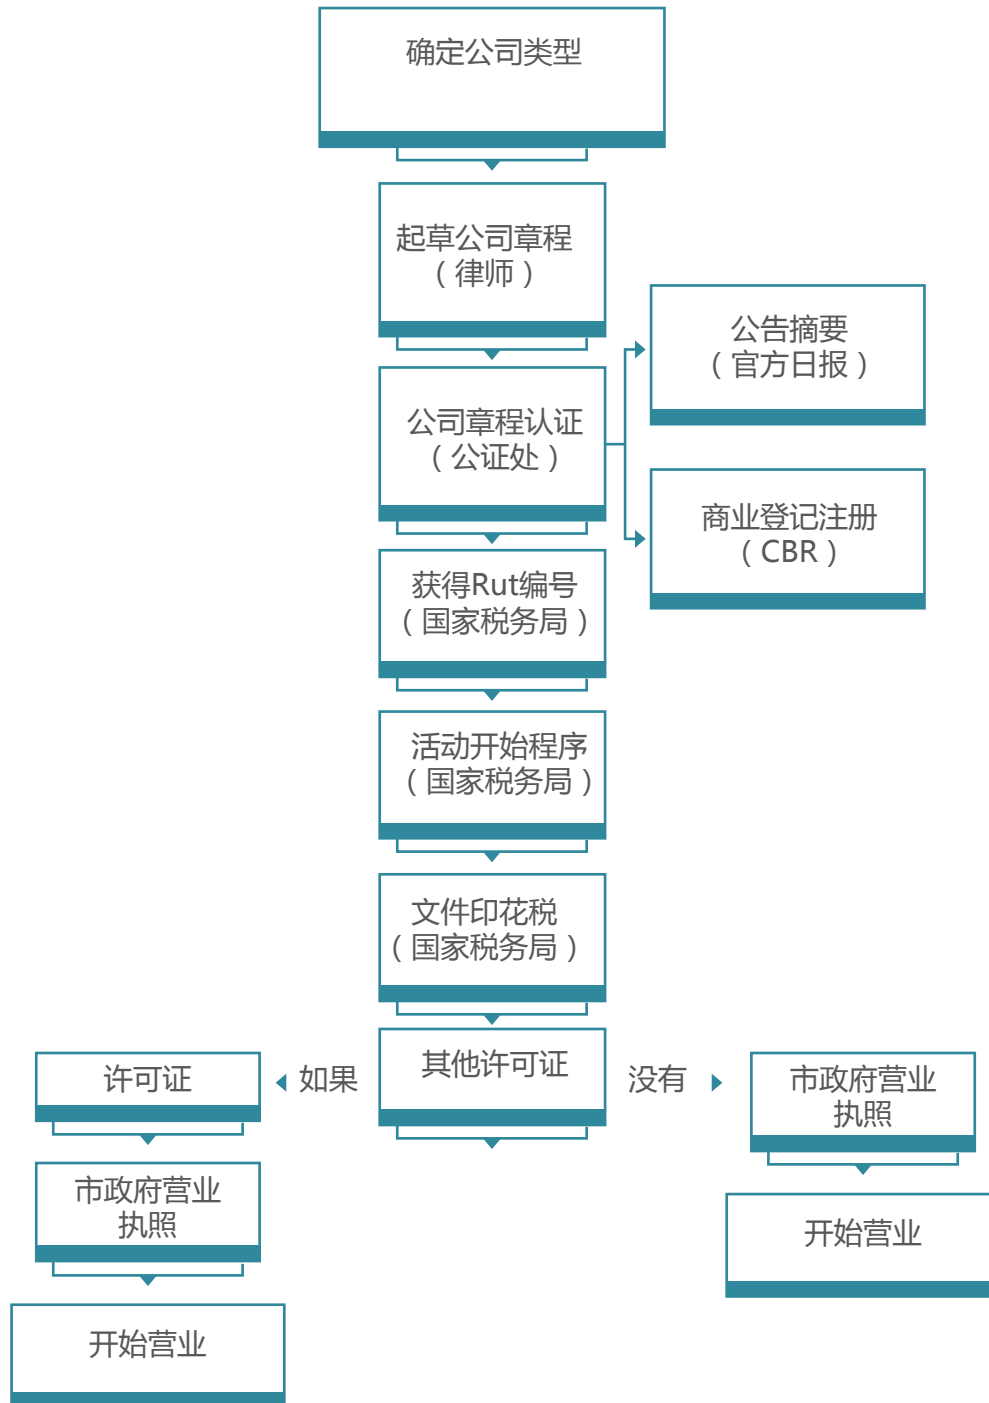 确定公司类型
起草公司章程
（律师）
公告摘要
（官方日报）
公司章程认证
（公证处）
商业登记注册
（CBR）
获得Rut编号
（国家税务局）
活动开始程序
（国家税务局）
文件印花税
（国家税务局）
其他许可证
如果
没有
许可证
市政府营业
执照
开始营业
市政府营业
执照
开始营业